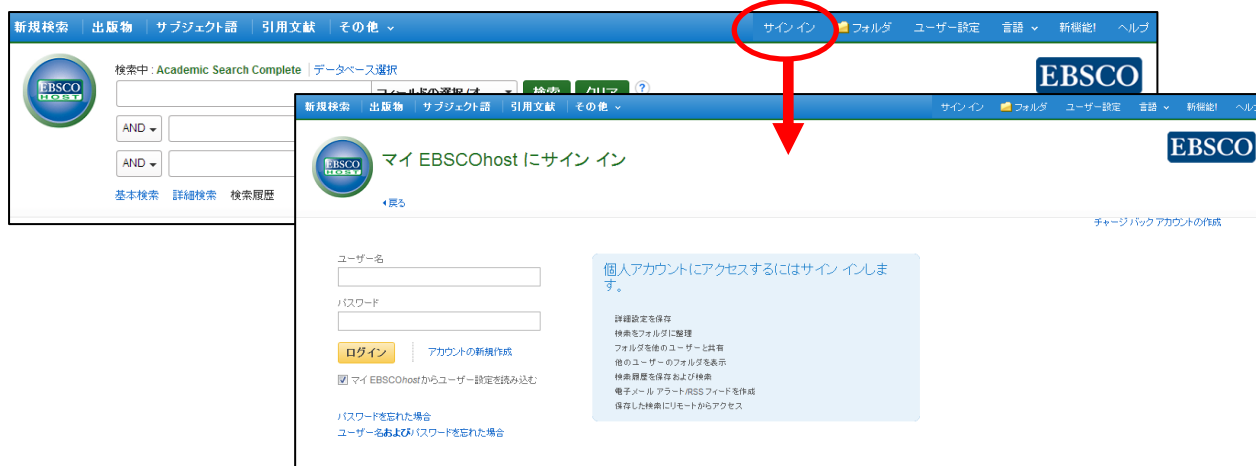 新規検索 出版物 サブジェクト語 引用文献 その他
サイン イン フォルダ ユーザー設定 言語 新機能! ヘルプ
EBSCO
HOST
検索中 : Academic Search Complete データベース選択
検索 クリア ?
EBSCO
AND
AND
基本検索 詳細検索 検索履歴
新規検索 出版物 サブジェクト語 引用文献 その他
サイン イン フォルダ ユーザー設定 言語 新機能!
EBSCO
HOST
マイ EBSCOhost にサイン イン
EBSCO
戻る
チャージ バック アカウントの作成
ユーザー名
パスワード
ログイン アカウントの新規作成
マイ EBSCOhostからユーザー設定を読み込む
パスワードを忘れた場合
ユーザー名およびパスワードを忘れた場合
個人アカウントにアクセスするにはサイン インしま
す。
詳細設定を保存
検索をフォルダに整理
フォルダを他のユーザーと共有
他のユーザーのフォルダを表示
検索履歴を保存および検索
電子メール アラート/RSS フィードを作成
保存した検索にリモートからアクセス